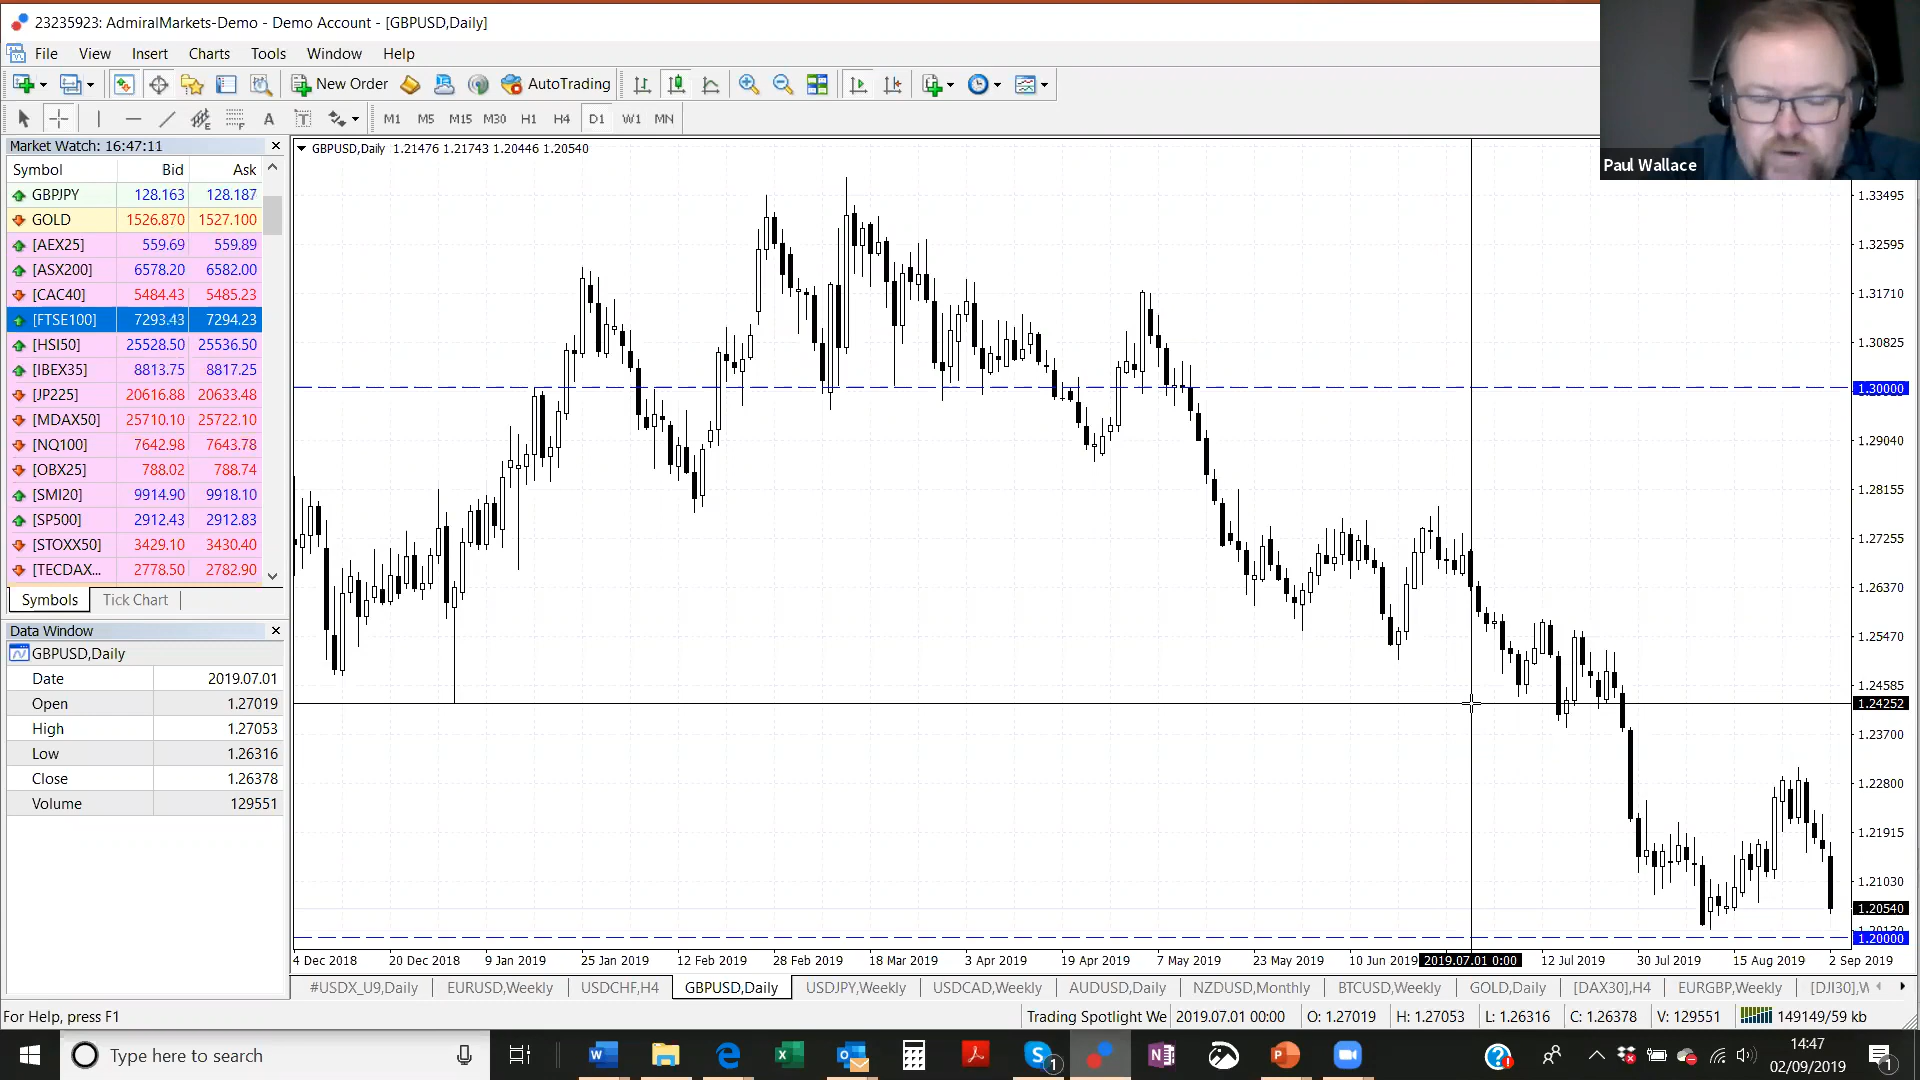 23235923: AdmiralMarkets-Demo - Demo Account - [GBPUSD,Daily]
File View Insert Charts Tools Window Help
New Order AutoTrading
A T M1 M5 M15 M30 H1 H4 D1 W1 MN
Paul Wallace
Market Watch: 16:47:11
Symbol Bid Ask
GBPJPY 128.163 128.187
GOLD 1526.870 1527.100
[AEX25] 559.69 559.89
[ASX200] 6578.20 6582.00
[CAC40] 5484.43 5485.23
[FTSE100] 7293.43 7294.23
[HSI50] 25528.50 25536.50
[IBEX35] 8813.75 8817.25
[JP225] 20616.88 20633.48
[MDAX50] 25710.10 25722.10
[NQ100] 7642.98 7643.78
[OBX25] 788.02 788.74
[SMI20] 9914.90 9918.10
[SP500] 2912.43 2912.83
[STOXX50] 3429.10 3430.40
[TECDAX... 2778.50 2782.90
Symbols Tick Chart
Data Window
GBPUSD,Daily
Date 2019.07.01
Open 1.27019
High 1.27053
Low 1.26316
Close 1.26378
Volume 129551
GBPUSD,Daily 1.21476 1.21743 1.20446 1.20540
1.33495
1.32595
1.31710
1.30825
1.30000
1.29040
1.28155
1.27255
1.26370
1.25470
1.24585
1.24252
1.23700
1.22800
1.21915
1.21030
1.20540
1.20000
4 Dec 2018 20 Dec 2018 9 Jan 2019 25 Jan 2019 12 Feb 2019 28 Feb 2019 18 Mar 2019 3 Apr 2019 19 Apr 2019 7 May 2019 23 May 2019 10 Jun 2019 2019.07.01 0:00 12 Jul 2019 30 Jul 2019 15 Aug 2019 2 Sep 2019
#USDX_U9,Daily EURUSD,Weekly USDCHF,H4 GBPUSD,Daily USDJPY,Weekly USDCAD,Weekly AUDUSD,Daily NZDUSD,Monthly BTCUSD,Weekly GOLD,Daily [DAX30],H4 EURGBP,Weekly [DJI30],W
For Help, press F1 Trading Spotlight We 2019.07.01 00:00 O: 1.27019 H: 1.27053 L: 1.26316 C: 1.26378 V: 129551 149149/59 kb
Type here to search 14:47
02/09/2019